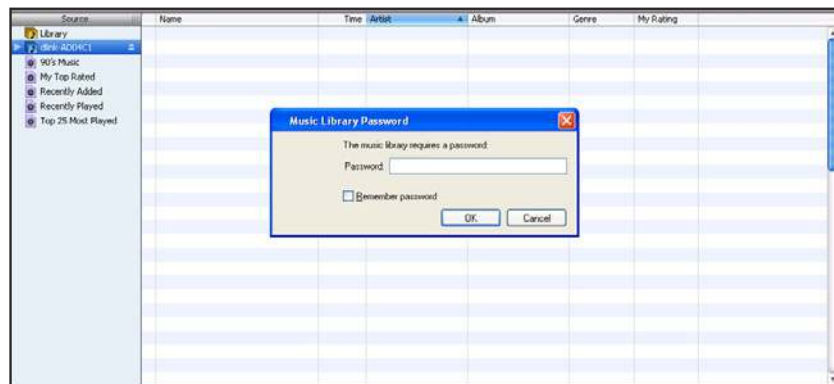 Source Name Time Artist Album Genre My Rating
Library
dlink-AD04C1
90's Music
My Top Rated
Recently Added
Recently Played
Top 25 Most Played
Music Library Password
The music library requires a password.
Password:
Remember password
OK Cancel